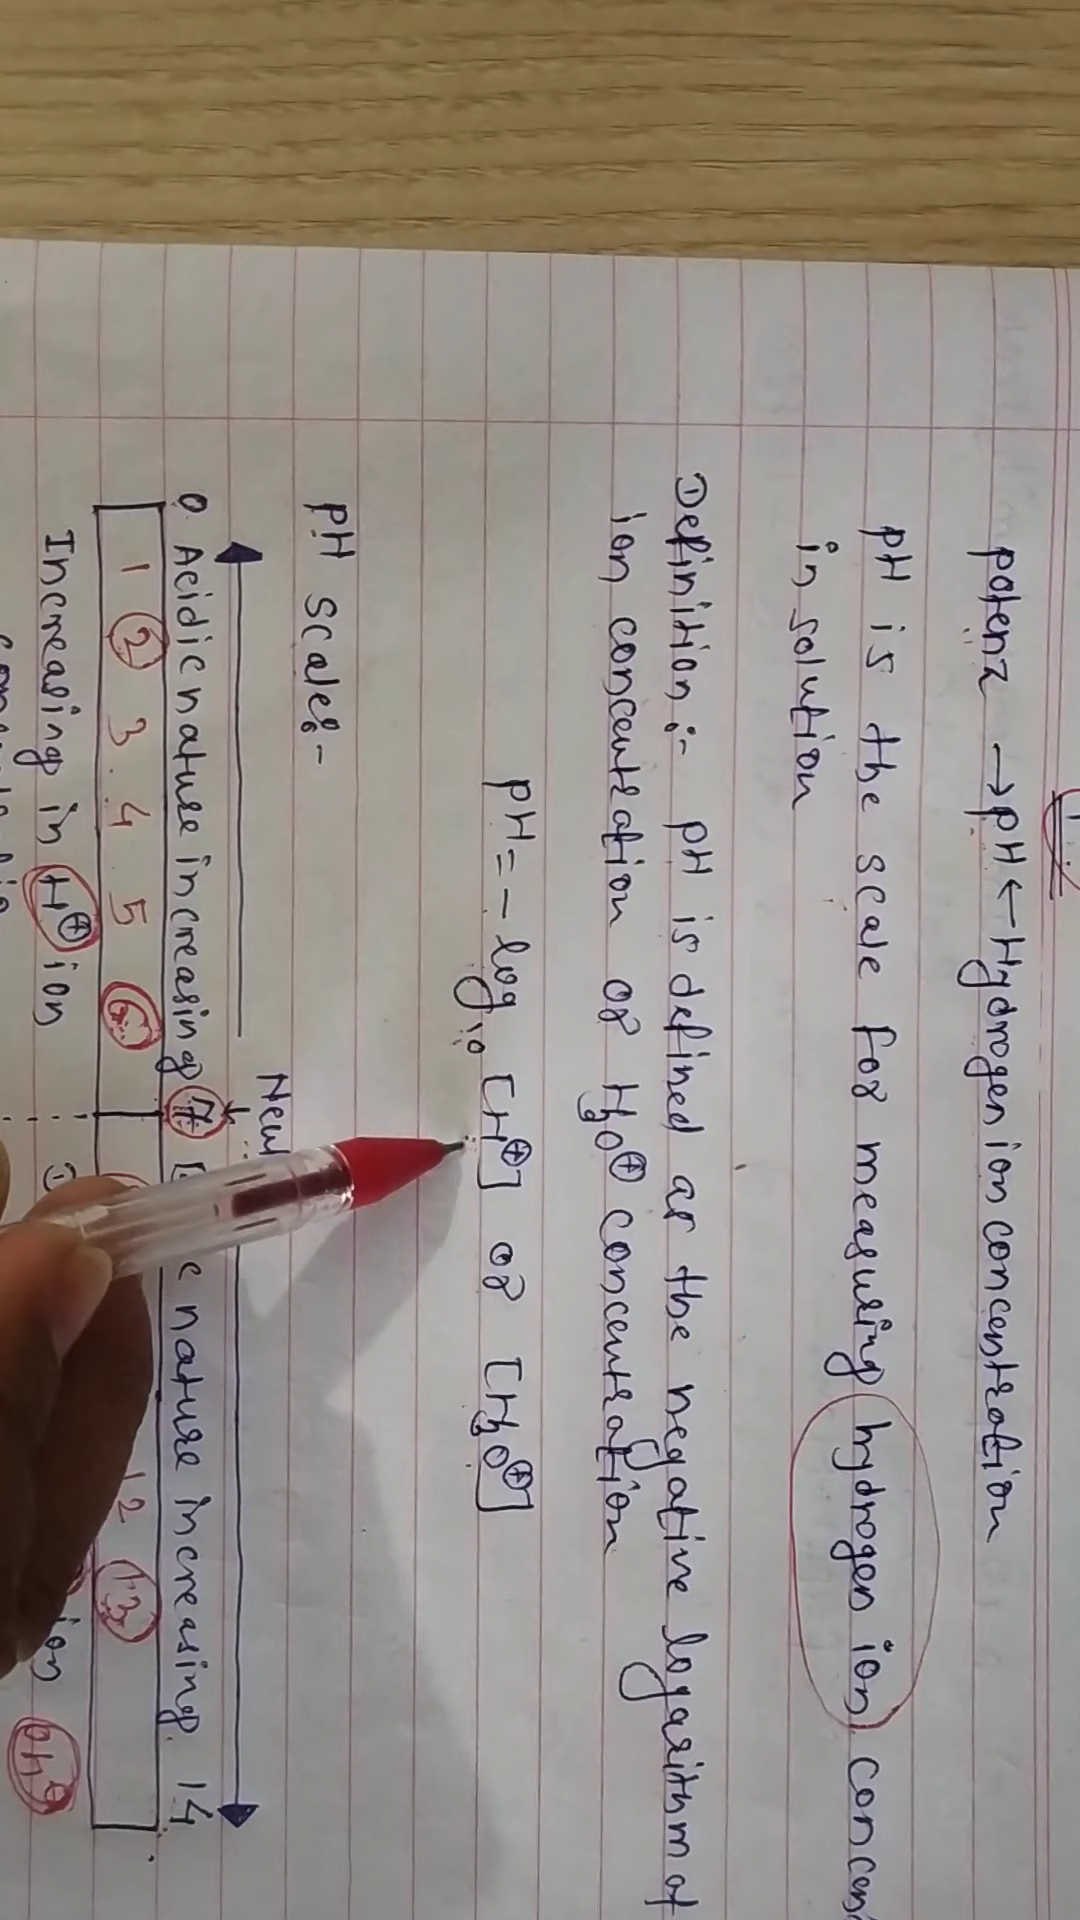 potenz → pH ← Hydrogen ion concentration
pH is the scale for measuring hydrogen ion concen
in solution
Definition :- pH is defined as the negative logarithm of
ion concentration or H3O⊕ concentration
pH = - log10 [H⊕] or [H3O⊕]
pH scale:-
Neu
0 Acidic nature increasing 7 c nature increasing. 14
1 2 3 4 5 6 12 13
Increasing in H⊕ ion ion OH⊖